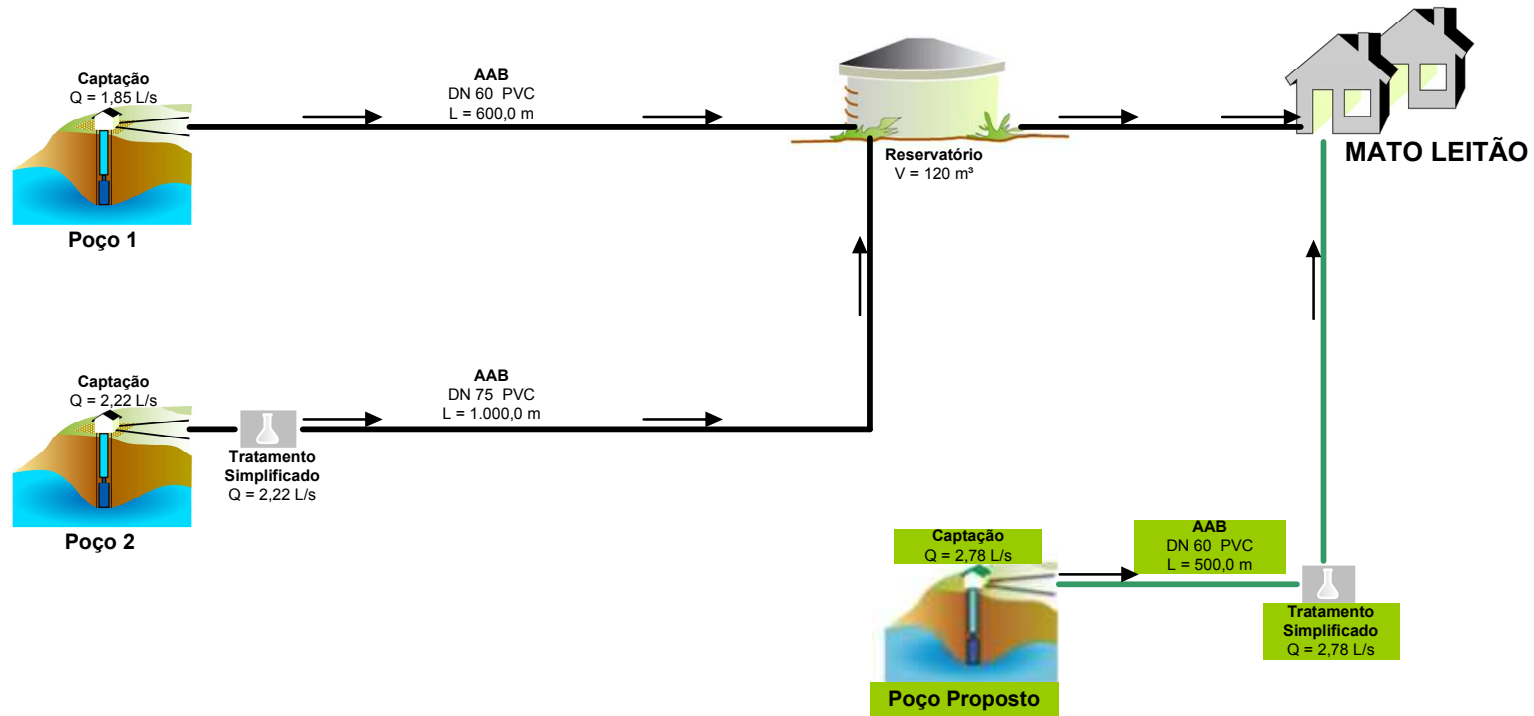 Captação
Q = 1,85 L/s
Poço 1
AAB
DN 60 PVC
L = 600,0 m
Reservatório
V = 120 m³
MATO LEITÃO
Captação
Q = 2,22 L/s
Poço 2
Tratamento
Simplificado
Q = 2,22 L/s
AAB
DN 75 PVC
L = 1.000,0 m
Captação
Q = 2,78 L/s
Poço Proposto
AAB
DN 60 PVC
L = 500,0 m
Tratamento
Simplificado
Q = 2,78 L/s